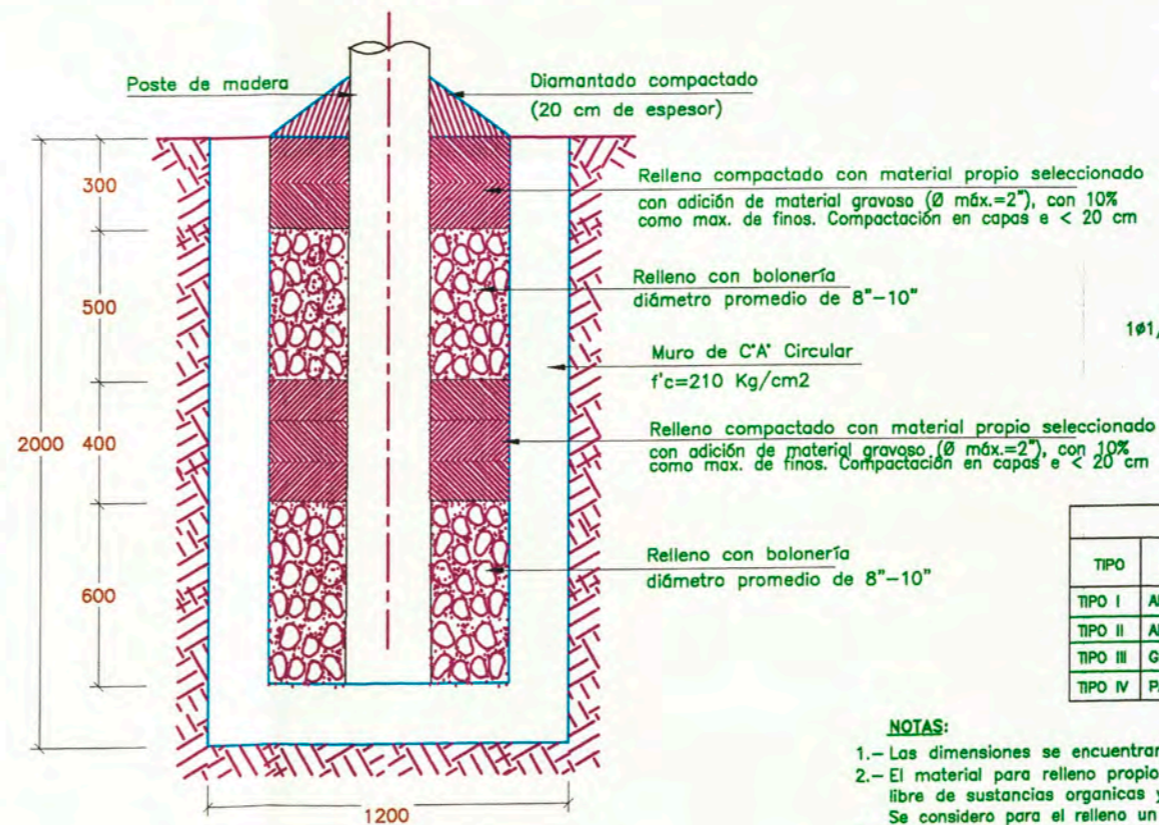 Poste de madera
Diamantado compactado
(20 cm de espesor)
300
Relleno compactado con material propio seleccionado
con adición de material gravoso (Ø máx.=2"), con 10%
como max. de finos. Compactación en capas e < 20 cm
500
Relleno con bolonería
diámetro promedio de 8"-10"
1ø1,
Muro de C°A° Circular
f'c=210 Kg/cm2
2000
400
Relleno compactado con material propio seleccionado
con adición de material gravoso (Ø máx.=2"), con 10%
como max. de finos. Compactación en capas e < 20 cm
600
Relleno con bolonería
diámetro promedio de 8"-10"
TIPO
TIPO I
TIPO II
TIPO III G
TIPO IV
1200
NOTAS:
1.- Las dimensiones se encuentran
2.- El material para relleno propio
libre de sustancias organicas y
Se considero para el relleno un